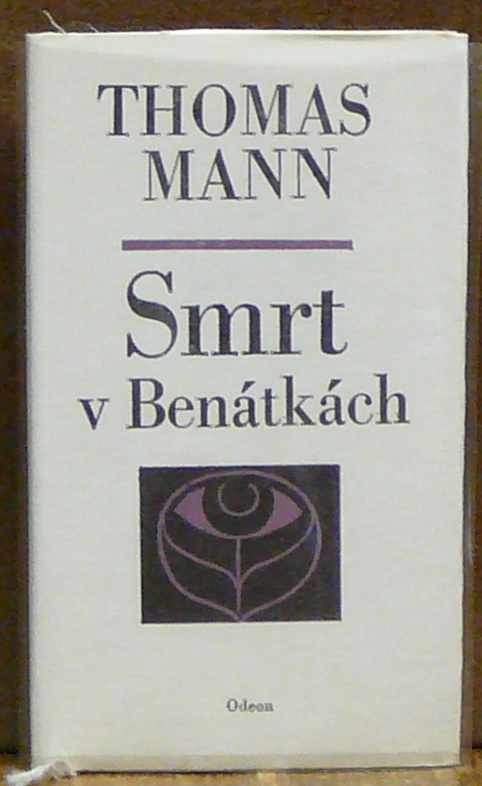 THOMAS
MANN
Smrt
v Benátkách
Odeon